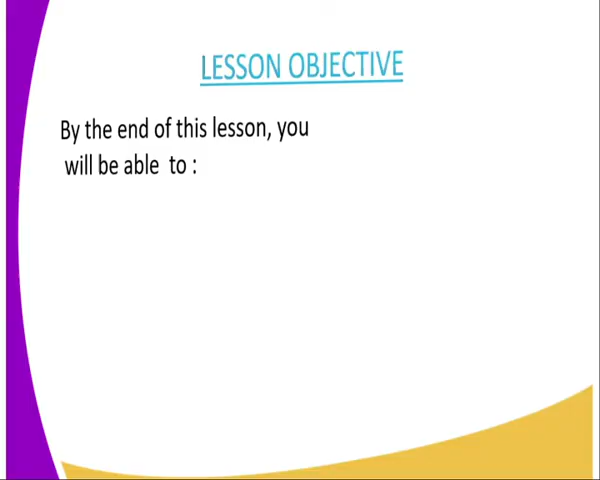 LESSON OBJECTIVE
By the end of this lesson, you
will be able to :